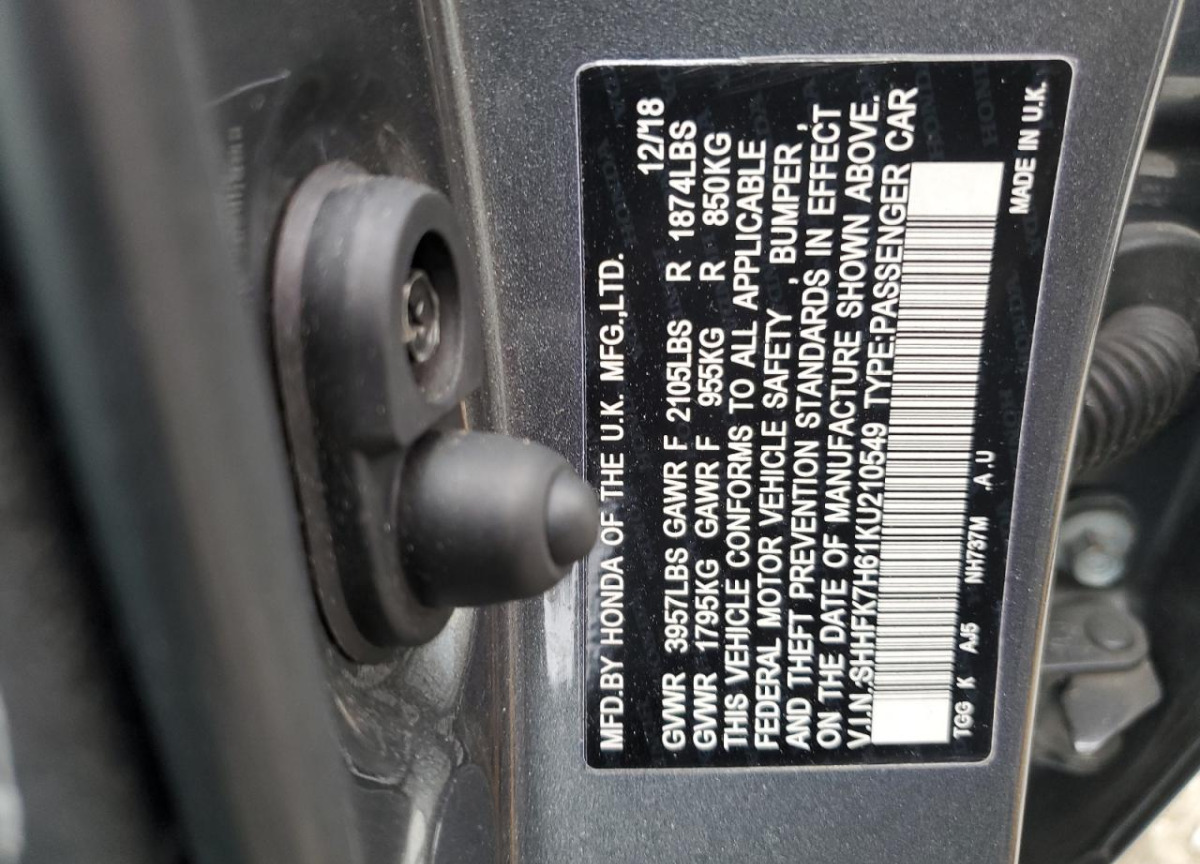 MFD.BY HONDA OF THE U.K. MFG.,LTD.
12/18
GVWR 3957LBS GAWR F 2105LBS R 1874LBS
GVWR 1795KG GAWR F 955KG R 850KG
THIS VEHICLE CONFORMS TO ALL APPLICABLE
FEDERAL MOTOR VEHICLE SAFETY , BUMPER ,
AND THEFT PREVENTION STANDARDS IN EFFECT
ON THE DATE OF MANUFACTURE SHOWN ABOVE.
V.I.N.:SHHFK7H61KU210549 TYPE:PASSENGER CAR
TGG K AJ5 NH737M .A .U
MADE IN U.K.